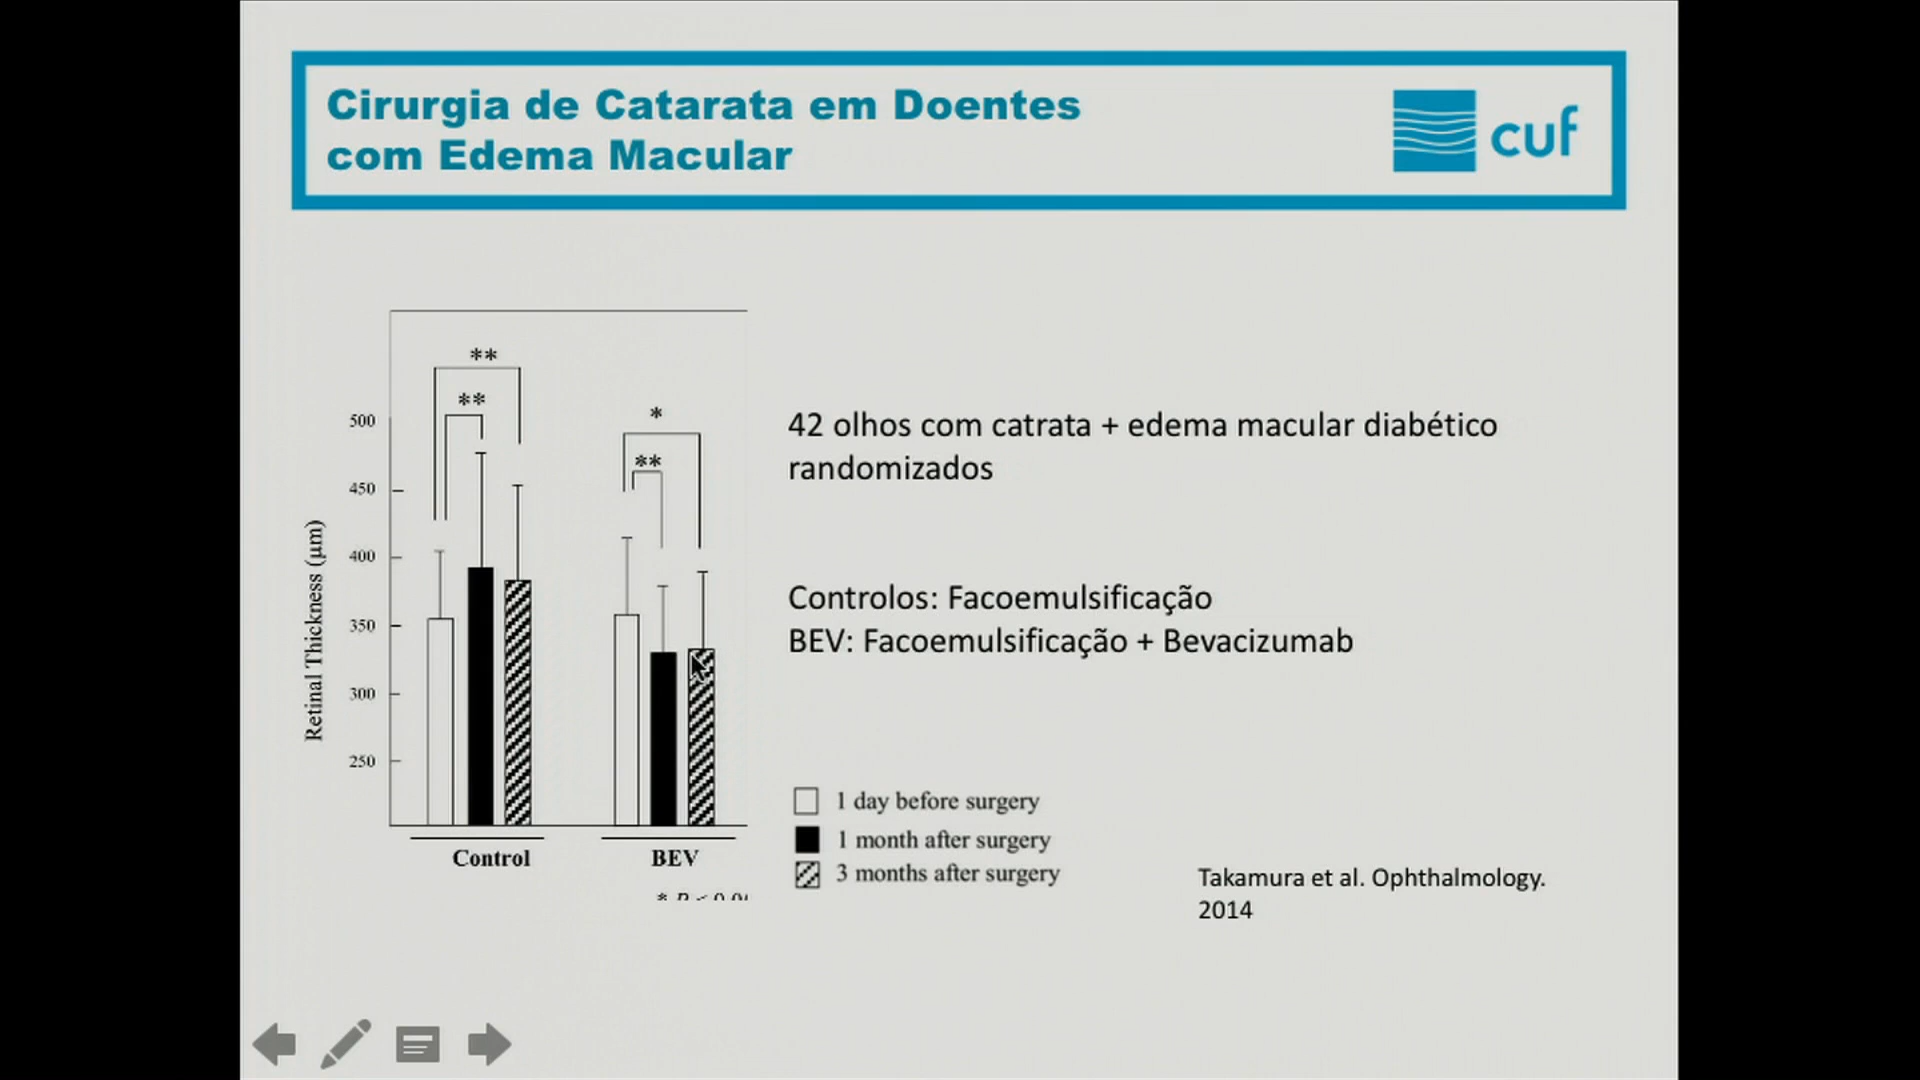 Cirurgia de Catarata em Doentes
com Edema Macular
cuf
**
**
*
**
500
450
400
350
300
250
Retinal Thickness (μm)
Control
BEV
42 olhos com catrata + edema macular diabético
randomizados
Controlos: Facoemulsificação
BEV: Facoemulsificação + Bevacizumab
1 day before surgery
1 month after surgery
3 months after surgery
Takamura et al. Ophthalmology.
2014